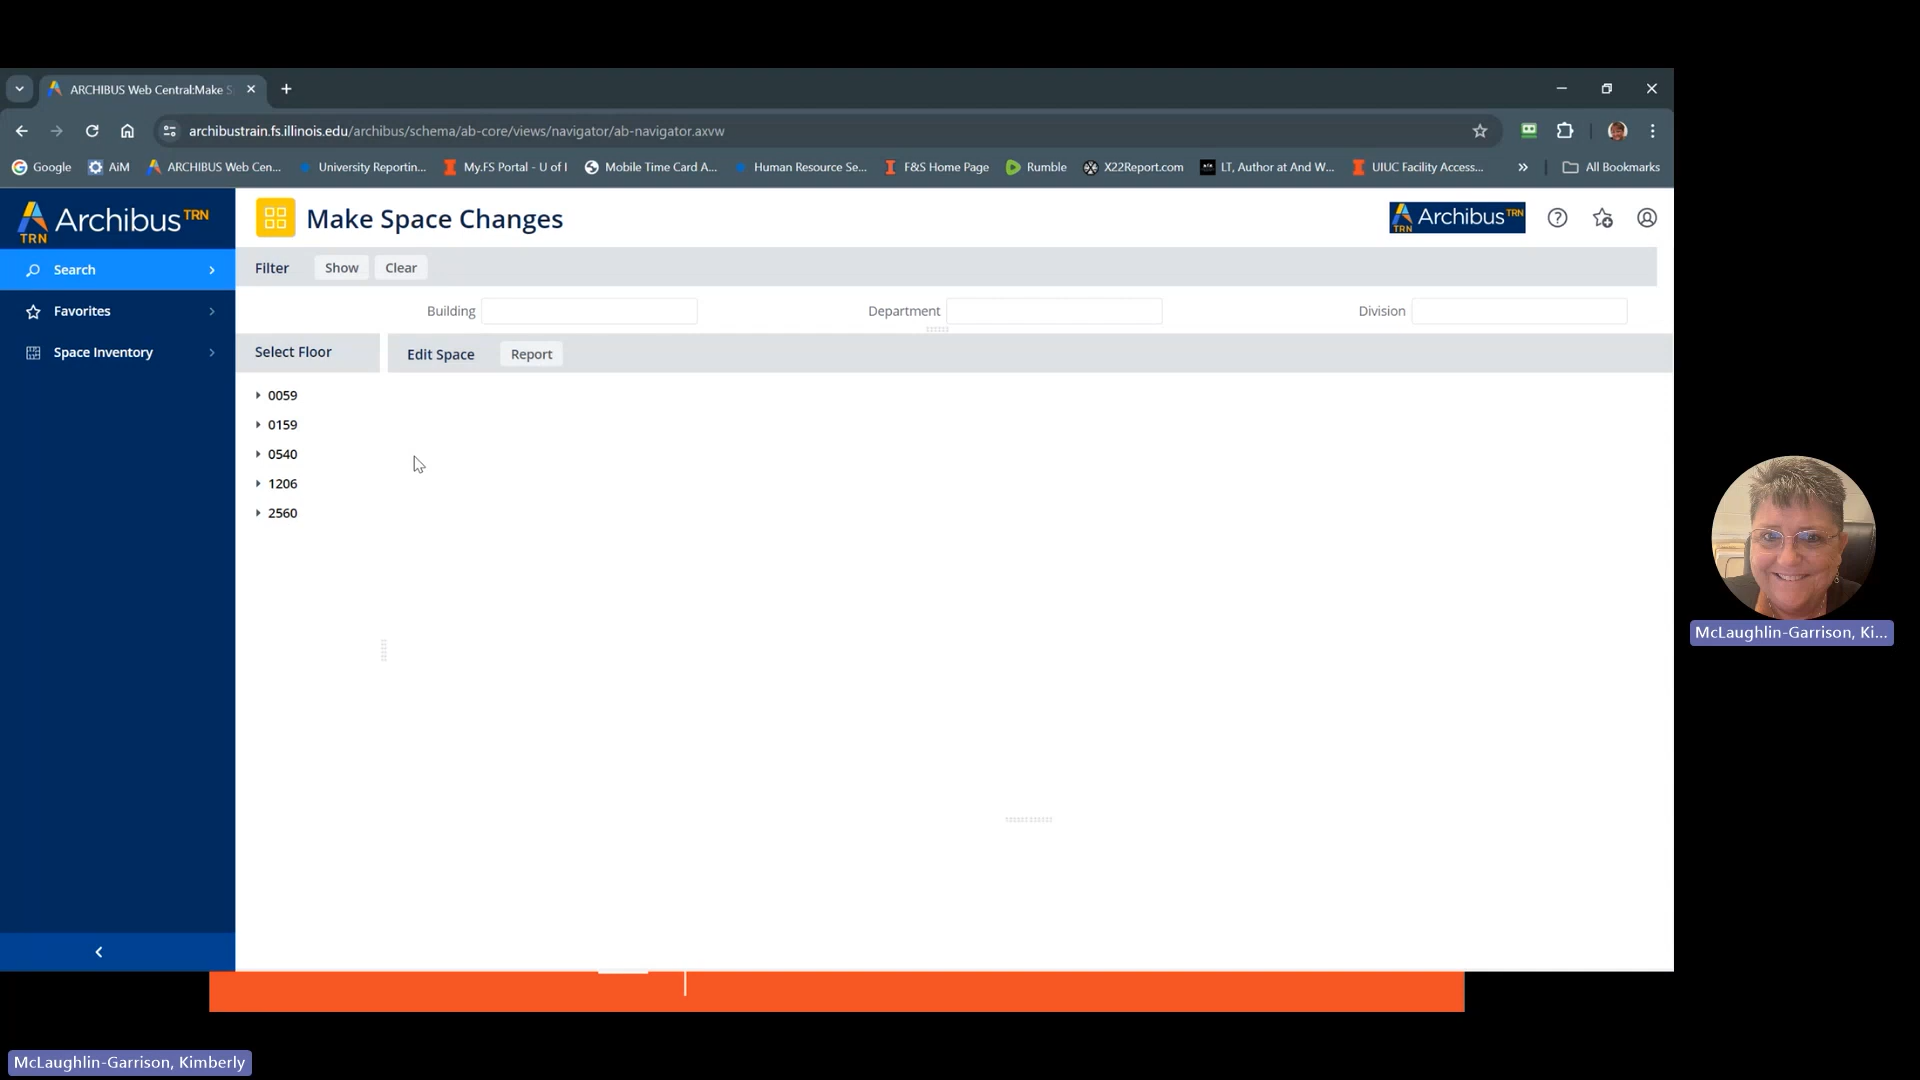 ARCHIBUS Web Central:Make S
archibustrain.fs.illinois.edu/archibus/schema/ab-core/views/navigator/ab-navigator.axvw
Google AiM ARCHIBUS Web Cen... University Reportin... My.FS Portal - U of I Mobile Time Card A... Human Resource Se... F&S Home Page Rumble X22Report.com LT, Author at And W... UIUC Facility Access... » All Bookmarks
TRN Archibus TRN
Make Space Changes
TRN Archibus TRN
Search
Favorites
Space Inventory
Filter Show Clear
Building Department Division
Select Floor Edit Space Report
0059
0159
0540
1206
2560
McLaughlin-Garrison, Ki...
McLaughlin-Garrison, Kimberly